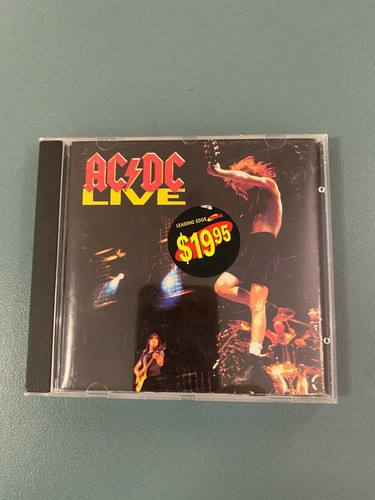 AC DC
LIVE
LEADING EDGE
$19.95